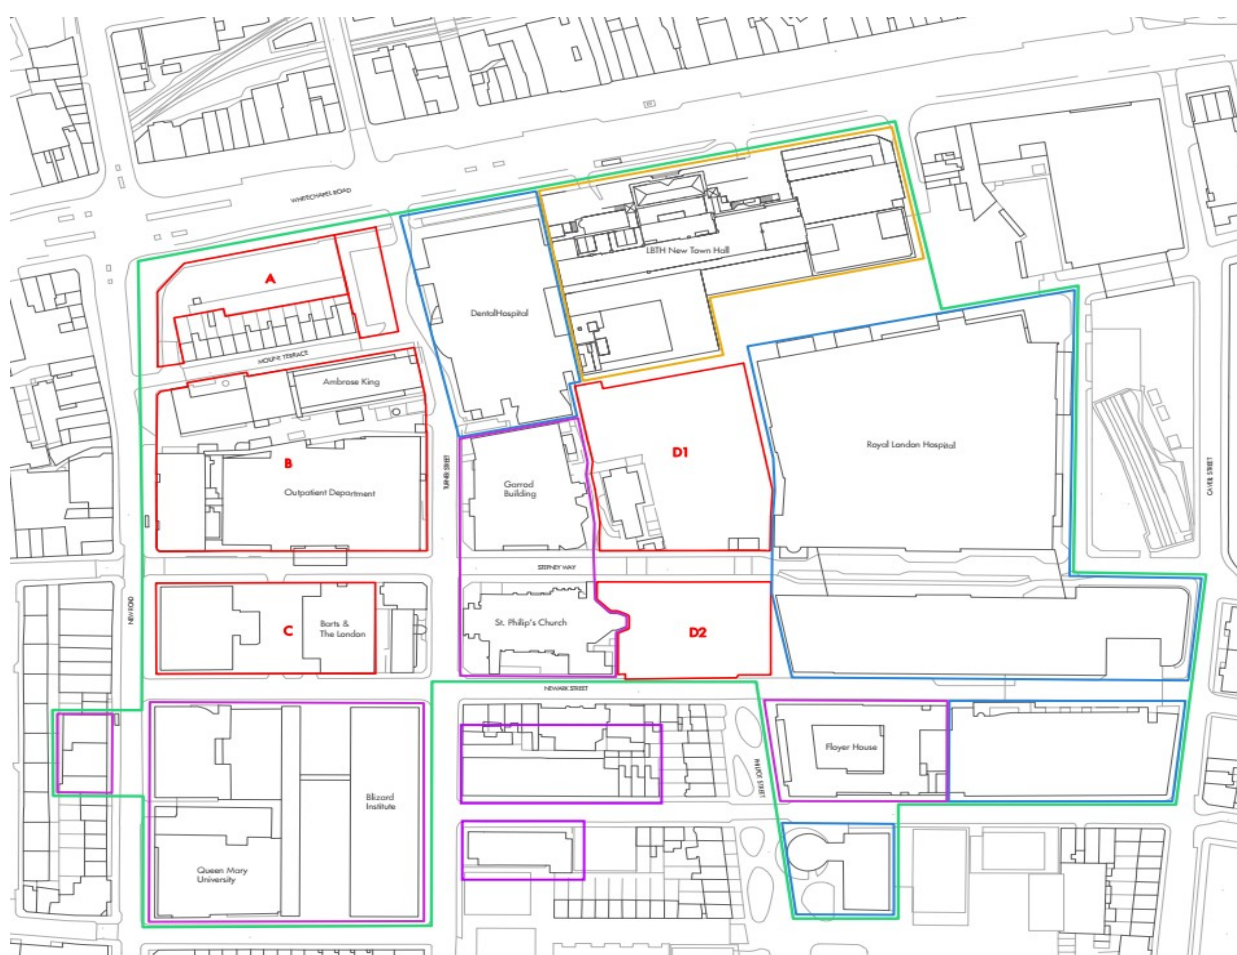 WHITECHAPEL ROAD
LBTH New Town Hall
A
DentalHospital
MOUNT TERRACE
Ambrose King
Royal London Hospital
D1
B
Outpatient Department
TURNER STREET
Garrod
Building
CAVELL STREET
STEPNEY WAY
NEW ROAD
C
Barts &
The London
St. Philip's Church
D2
NEWARK STREET
Floyer House
PHILPOT STREET
Blizard
Institute
Queen Mary
University